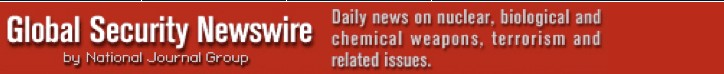 Global Security Newswire
by National Journal Group
Daily news on nuclear, biological and
chemical weapons, terrorism and
related issues.